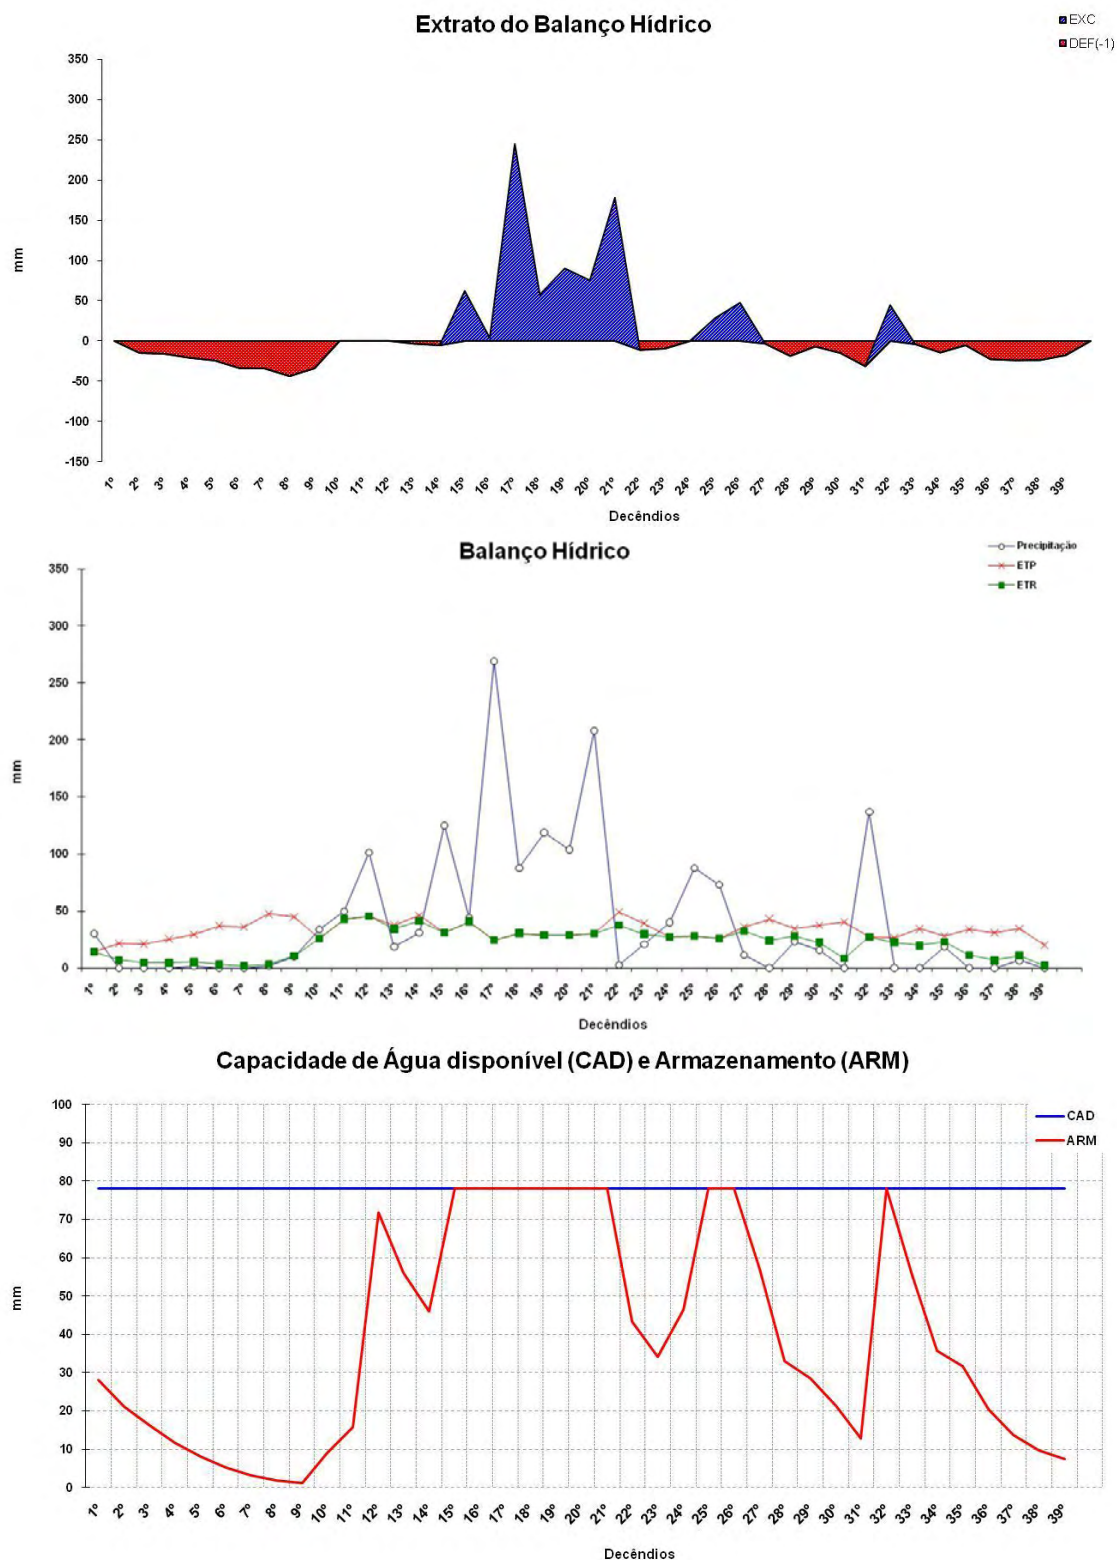 Extrato do Balanço Hídrico
EXC
DEF(-1)
350
300
250
200
150
100
50
0
-50
-100
-150
mm
1º 2º 3º 4º 5º 6º 7º 8º 9º 10º 11º 12º 13º 14º 15º 16º 17º 18º 19º 20º 21º 22º 23º 24º 25º 26º 27º 28º 29º 30º 31º 32º 33º 34º 35º 36º 37º 38º 39º
Decêndios
Balanço Hídrico
Precipitação
ETP
ETR
350
300
250
200
150
100
50
0
mm
1º 2º 3º 4º 5º 6º 7º 8º 9º 10º 11º 12º 13º 14º 15º 16º 17º 18º 19º 20º 21º 22º 23º 24º 25º 26º 27º 28º 29º 30º 31º 32º 33º 34º 35º 36º 37º 38º 39º
Decêndios
Capacidade de Água disponível (CAD) e Armazenamento (ARM)
CAD
ARM
100
90
80
70
60
50
40
30
20
10
0
mm
1º 2º 3º 4º 5º 6º 7º 8º 9º 10º 11º 12º 13º 14º 15º 16º 17º 18º 19º 20º 21º 22º 23º 24º 25º 26º 27º 28º 29º 30º 31º 32º 33º 34º 35º 36º 37º 38º 39º
Decêndios